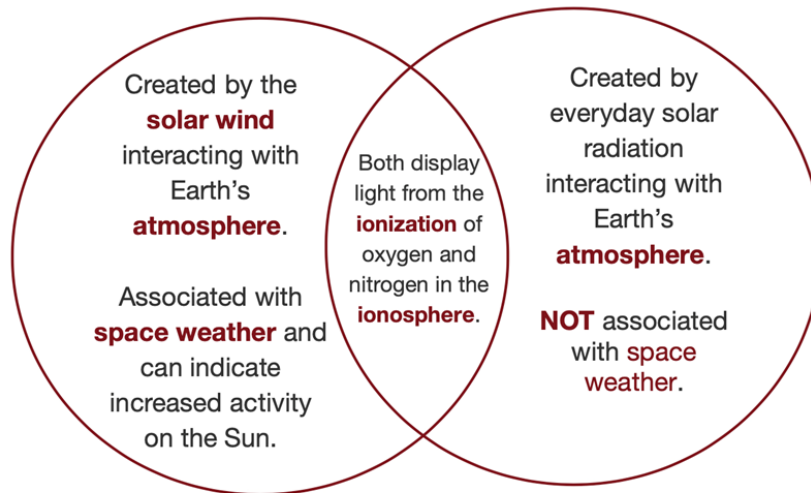 Created by the
solar wind
interacting with
Earth's
atmosphere.
Associated with
space weather and
can indicate
increased activity
on the Sun.
Both display
light from the
ionization of
oxygen and
nitrogen in the
ionosphere.
Created by
everyday solar
radiation
interacting with
Earth's
atmosphere.
NOT associated
with space
weather.